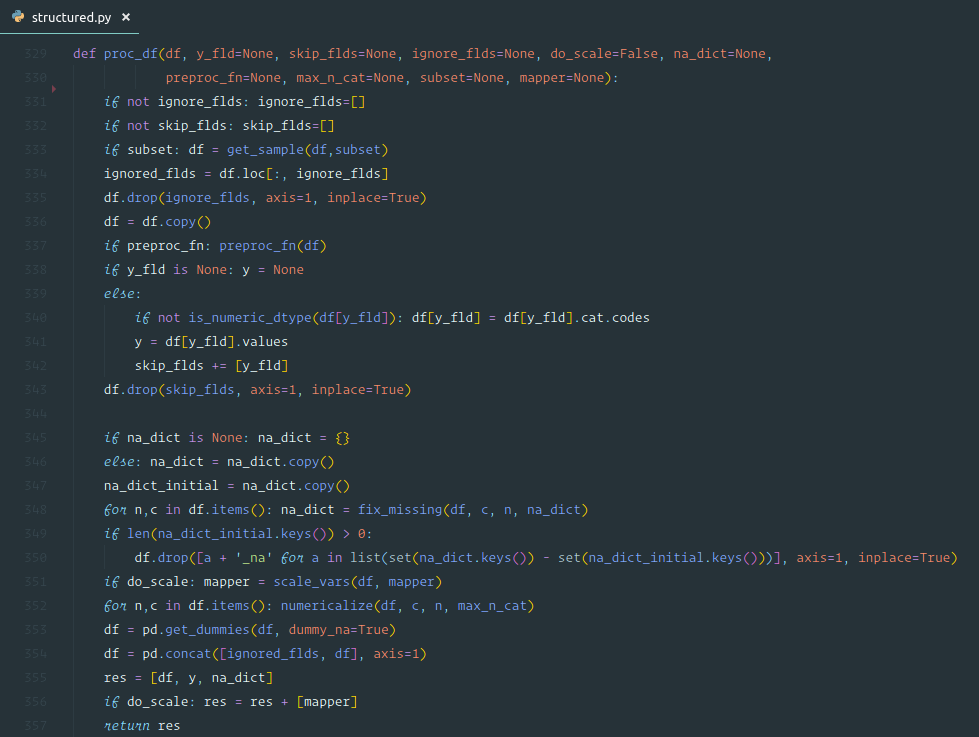 structured.py ×
329 def proc_df(df, y_fld=None, skip_flds=None, ignore_flds=None, do_scale=False, na_dict=None,
330             preproc_fn=None, max_n_cat=None, subset=None, mapper=None):
331     if not ignore_flds: ignore_flds=[]
332     if not skip_flds: skip_flds=[]
333     if subset: df = get_sample(df,subset)
334     ignored_flds = df.loc[:, ignore_flds]
335     df.drop(ignore_flds, axis=1, inplace=True)
336     df = df.copy()
337     if preproc_fn: preproc_fn(df)
338     if y_fld is None: y = None
339     else:
340         if not is_numeric_dtype(df[y_fld]): df[y_fld] = df[y_fld].cat.codes
341         y = df[y_fld].values
342         skip_flds += [y_fld]
343     df.drop(skip_flds, axis=1, inplace=True)
344
345     if na_dict is None: na_dict = {}
346     else: na_dict = na_dict.copy()
347     na_dict_initial = na_dict.copy()
348     for n,c in df.items(): na_dict = fix_missing(df, c, n, na_dict)
349     if len(na_dict_initial.keys()) > 0:
350         df.drop([a + '_na' for a in list(set(na_dict.keys()) - set(na_dict_initial.keys()))], axis=1, inplace=True)
351     if do_scale: mapper = scale_vars(df, mapper)
352     for n,c in df.items(): numericalize(df, c, n, max_n_cat)
353     df = pd.get_dummies(df, dummy_na=True)
354     df = pd.concat([ignored_flds, df], axis=1)
355     res = [df, y, na_dict]
356     if do_scale: res = res + [mapper]
357     return res